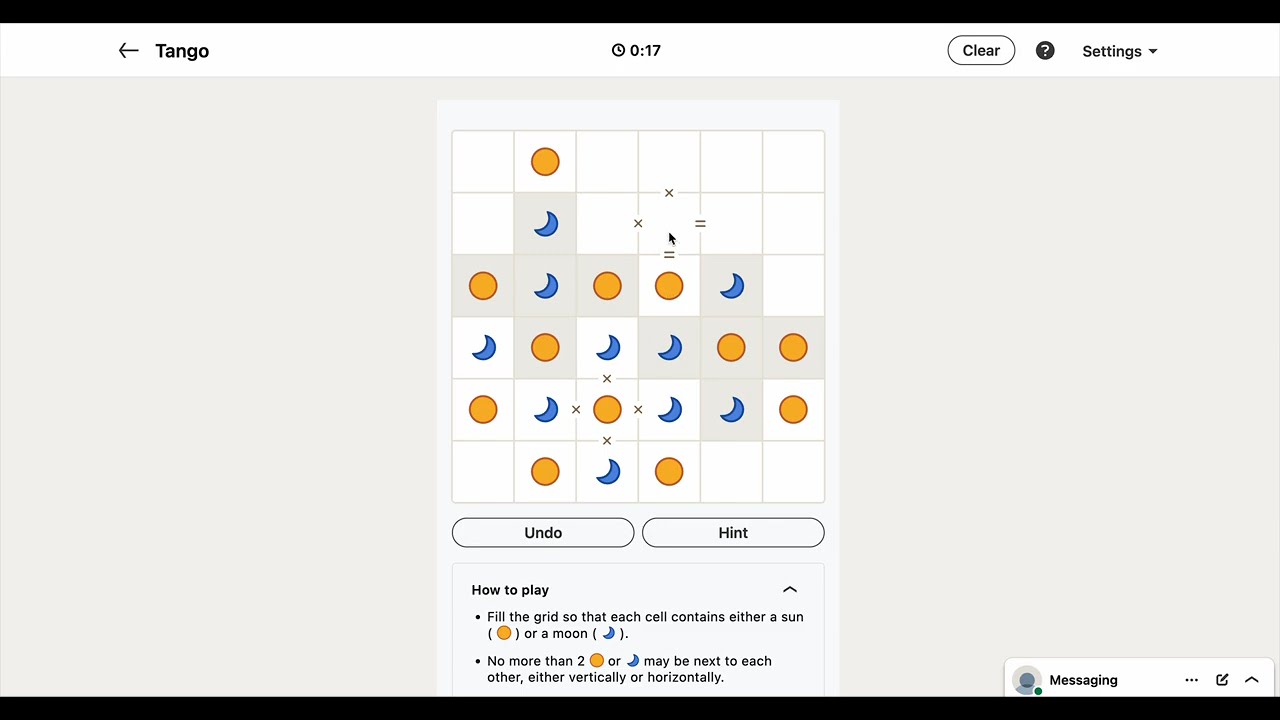 Tango
0:17
Clear
?
Settings
×
× =
=
×
× ×
×
Undo
Hint
How to play
• Fill the grid so that each cell contains either a sun
( ) or a moon ( ).
• No more than 2 or may be next to each
other, either vertically or horizontally.
Messaging